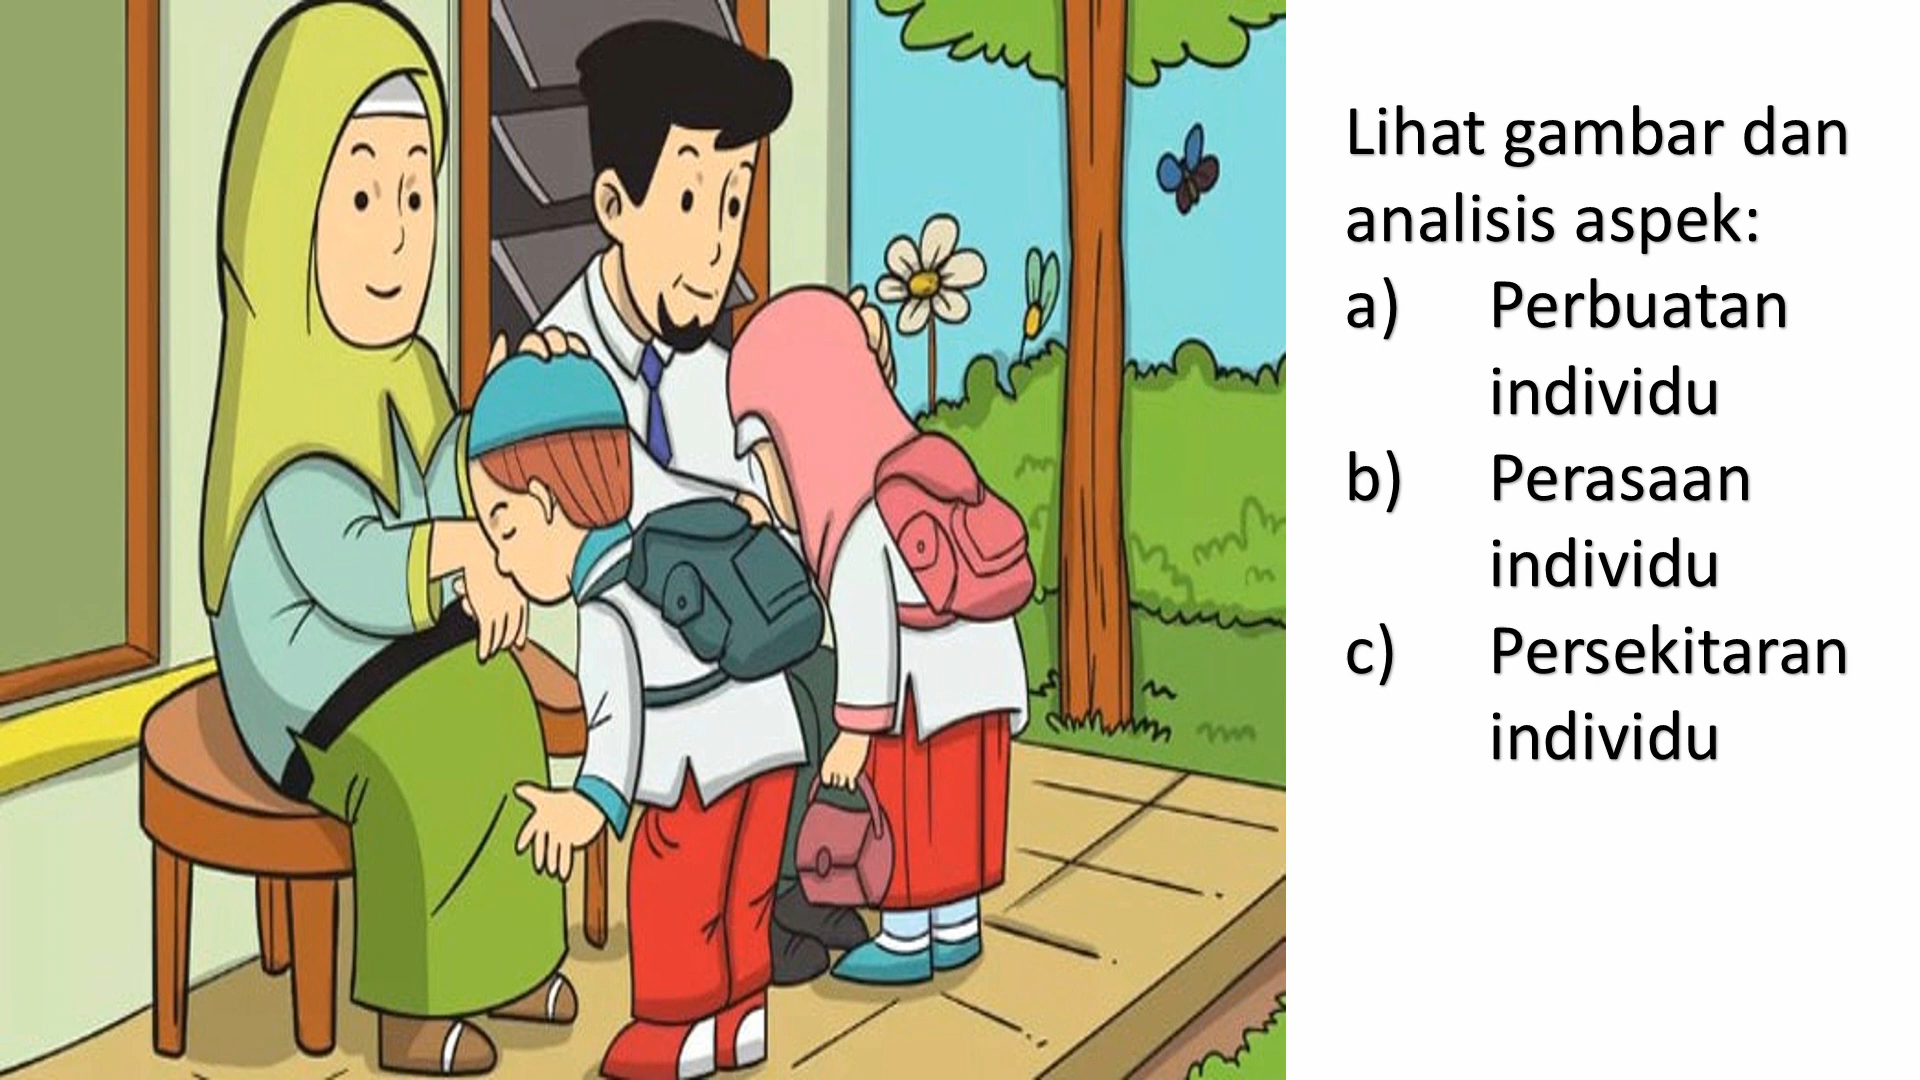 Lihat gambar dan
analisis aspek:
a) Perbuatan
individu
b) Perasaan
individu
c) Persekitaran
individu